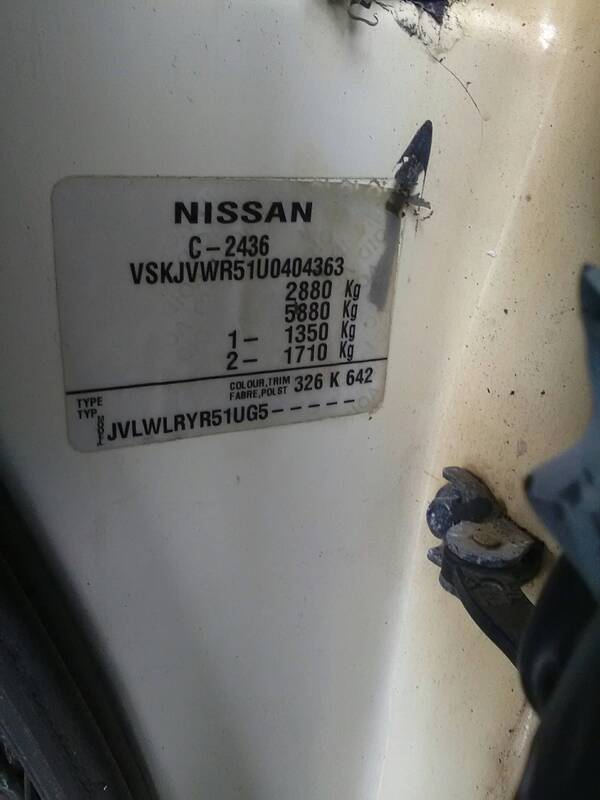 NISSAN
C-2436
VSKJVWR51U0404363
2880 Kg
5880 Kg
1- 1350 Kg
2- 1710 Kg
TYPE
TYP
COLOUR,TRIM
FABRE,POLST
326 K 642
MODEL
JVLWLRYR51UG5-----